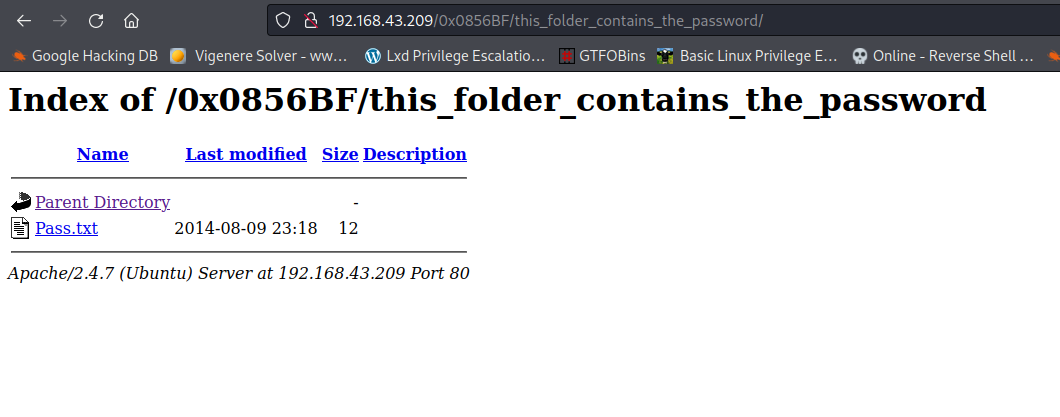 192.168.43.209/0x0856BF/this_folder_contains_the_password/
Google Hacking DB Vigenere Solver - ww... Lxd Privilege Escalatio... GTFOBins Basic Linux Privilege E... Online - Reverse Shell ...
Index of /0x0856BF/this_folder_contains_the_password
Name Last modified Size Description
Parent Directory -
Pass.txt 2014-08-09 23:18 12
Apache/2.4.7 (Ubuntu) Server at 192.168.43.209 Port 80